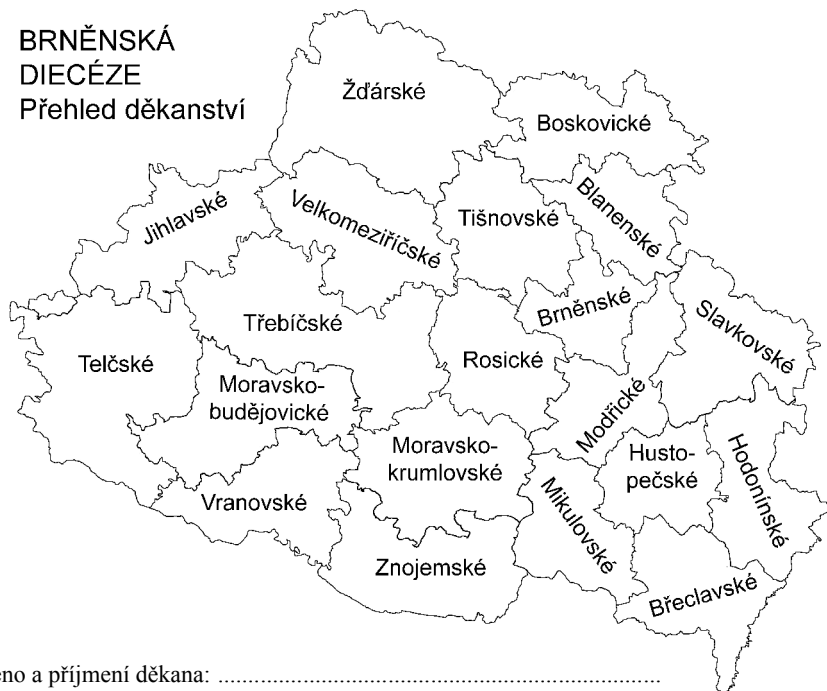 BRNĚNSKÁ
DIECÉZE
Přehled děkanství
Žďárské
Boskovické
Jihlavské
Velkomeziříčské
Tišnovské
Blanenské
Třebíčské
Brněnské
Slavkovské
Telčské
Rosické
Moravsko-
budějovické
Modřické
Moravsko-
krumlovské
Husto-
pečské
Hodonínské
Vranovské
Mikulovské
Znojemské
Břeclavské
éno a příjmení děkana: ..............................................................................